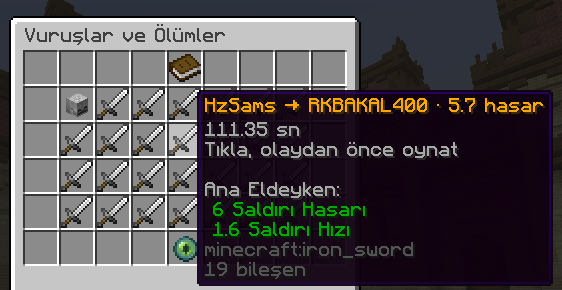 Vuruşlar ve Ölümler
HzSams → RKBAKAL400 · 5.7 hasar
111.35 sn
Tıkla, olaydan önce oynat
Ana Eldeyken:
6 Saldırı Hasarı
1.6 Saldırı Hızı
minecraft:iron_sword
19 bileşen